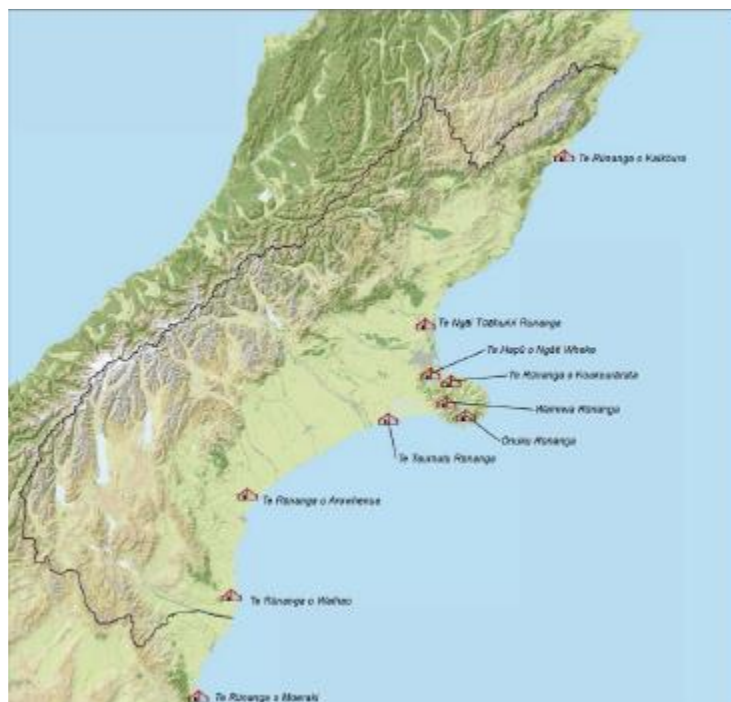 Te Rūnanga o Kaikōura
Te Ngāi Tūāhuriri Rūnanga
Te Hapū o Ngāti Wheke
Te Rūnanga o Koukourārata
Wairewa Rūnanga
Ōnuku Rūnanga
Te Taumutu Rūnanga
Te Rūnanga o Arowhenua
Te Rūnanga o Waihao
Te Rūnanga o Moeraki